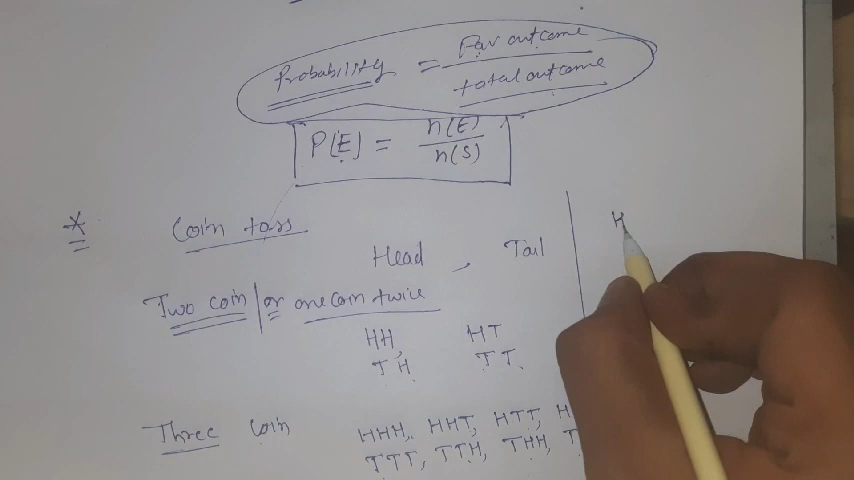 Probability = Fav outcome
total outcome
P(E) = n(E)
n(S)
* Coin toss
Head, Tail
H
Two coin | or one coin twice
HH, HT
TH TT,
Three coin HHH, HHT, HTT, H
TTT, TTH, THH, T